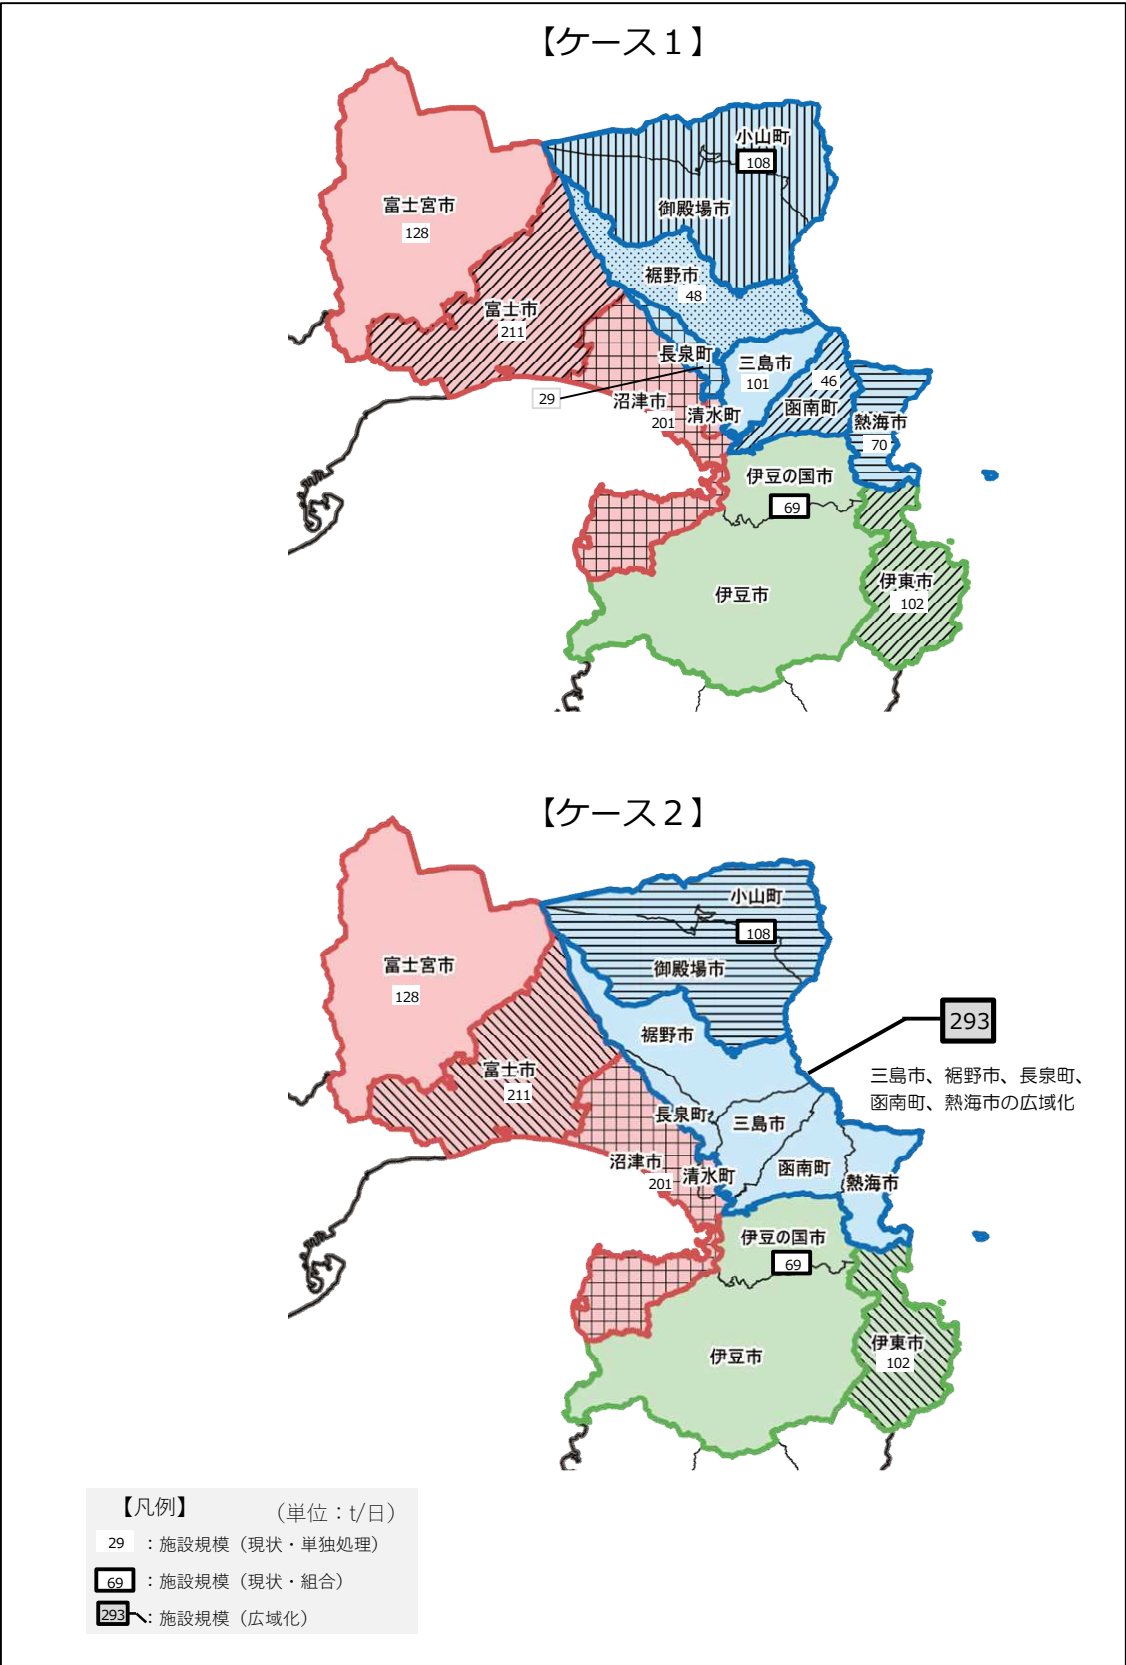 【ケース１】
小山町
108
富士宮市
128
御殿場市
裾野市
48
富士市
211
長泉町
三島市
101
46
29
沼津市
201
清水町
函南町
熱海市
70
伊豆の国市
69
伊東市
102
伊豆市
【ケース２】
小山町
108
富士宮市
128
御殿場市
293
裾野市
富士市
211
三島市、裾野市、長泉町、
函南町、熱海市の広域化
長泉町
三島市
沼津市
201
清水町
函南町
熱海市
伊豆の国市
69
伊東市
102
伊豆市
【凡例】 （単位：t/日）
29 ：施設規模（現状・単独処理）
69 ：施設規模（現状・組合）
293 ：施設規模（広域化）